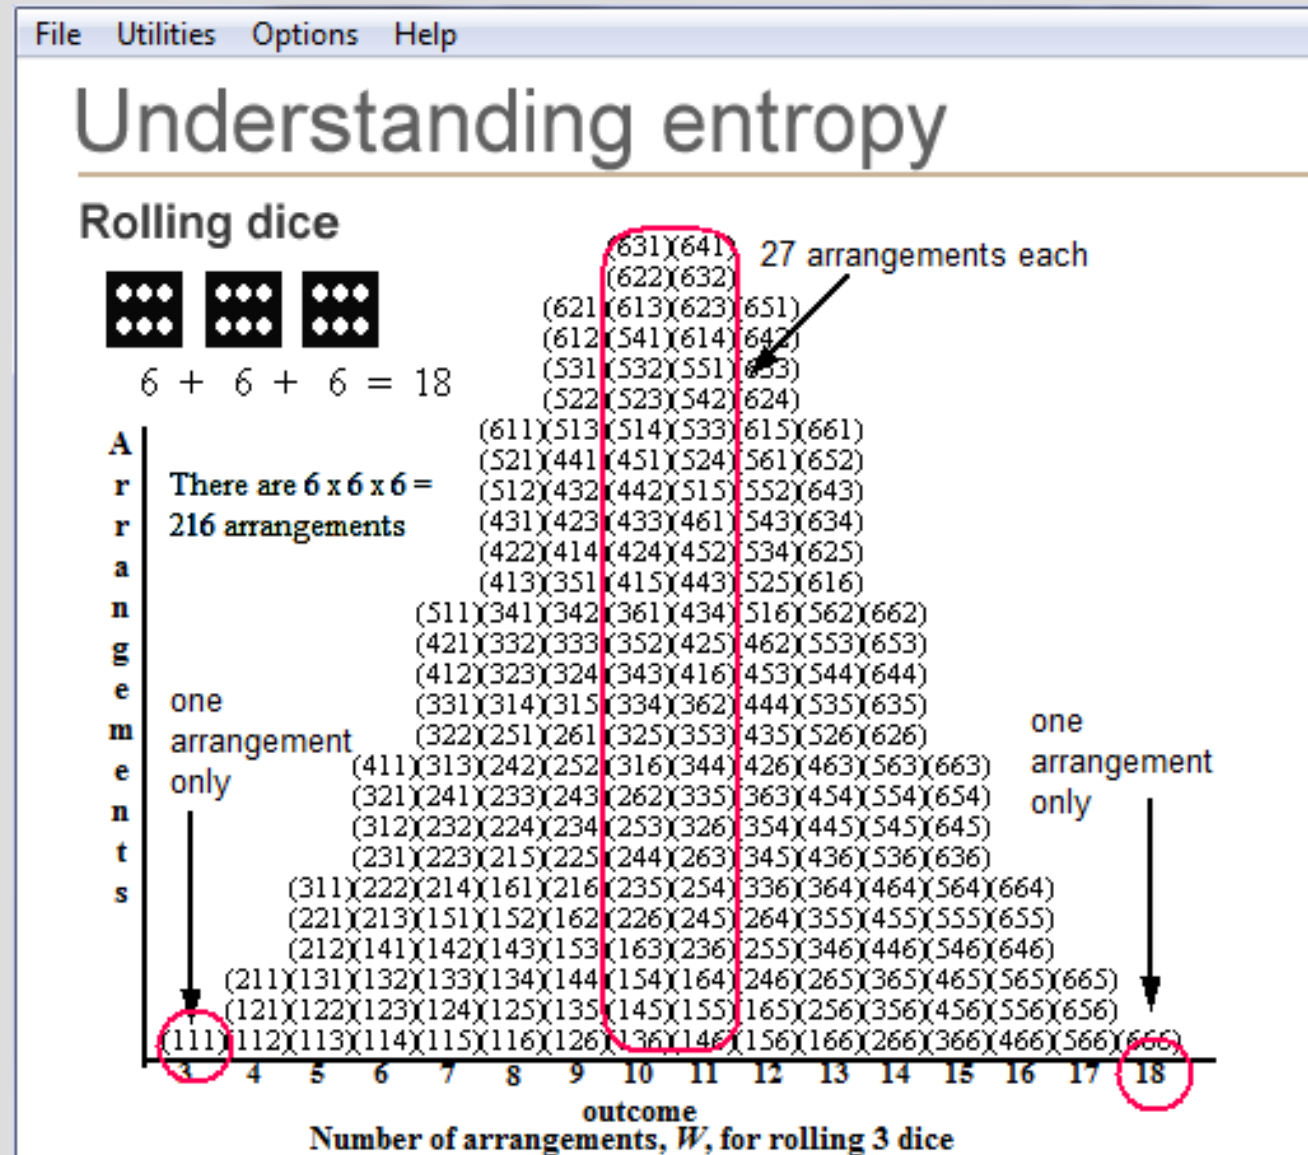 File Utilities Options Help
Understanding entropy
Rolling dice
6 + 6 + 6 = 18
27 arrangements each
There are 6 x 6 x 6 =
216 arrangements
Arrangements
one
arrangement
only
one
arrangement
only
(631)(641)
(622)(632)
(621)(613)(623)(651)
(612)(541)(614)(642)
(531)(532)(551)(633)
(522)(523)(542)(624)
(611)(513)(514)(533)(615)(661)
(521)(441)(451)(524)(561)(652)
(512)(432)(442)(515)(552)(643)
(431)(423)(433)(461)(543)(634)
(422)(414)(424)(452)(534)(625)
(413)(351)(415)(443)(525)(616)
(511)(341)(342)(361)(434)(516)(562)(662)
(421)(332)(333)(352)(425)(462)(553)(653)
(412)(323)(324)(343)(416)(453)(544)(644)
(331)(314)(315)(334)(362)(444)(535)(635)
(322)(251)(261)(325)(353)(435)(526)(626)
(411)(313)(242)(252)(316)(344)(426)(463)(563)(663)
(321)(241)(233)(243)(262)(335)(363)(454)(554)(654)
(312)(232)(224)(234)(253)(326)(354)(445)(545)(645)
(231)(223)(215)(225)(244)(263)(345)(436)(536)(636)
(311)(222)(214)(161)(216)(235)(254)(336)(364)(464)(564)(664)
(221)(213)(151)(152)(162)(226)(245)(264)(355)(455)(555)(655)
(212)(141)(142)(143)(153)(163)(236)(255)(346)(446)(546)(646)
(211)(131)(132)(133)(134)(144)(154)(164)(246)(265)(365)(465)(565)(665)
(121)(122)(123)(124)(125)(135)(145)(155)(165)(256)(356)(456)(556)(656)
(111)(112)(113)(114)(115)(116)(126)(136)(146)(156)(166)(266)(366)(466)(566)(666)
3 4 5 6 7 8 9 10 11 12 13 14 15 16 17 18
outcome
Number of arrangements, W, for rolling 3 dice